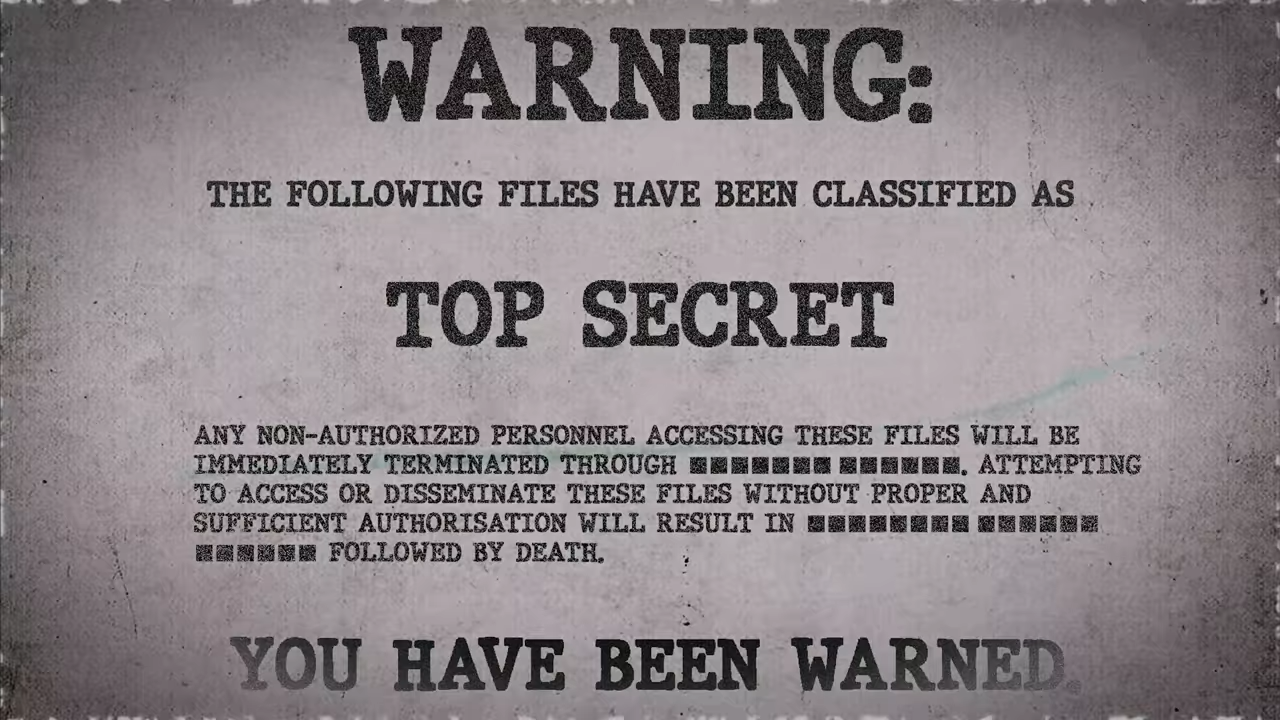 WARNING:
THE FOLLOWING FILES HAVE BEEN CLASSIFIED AS
TOP SECRET
ANY NON-AUTHORIZED PERSONNEL ACCESSING THESE FILES WILL BE
IMMEDIATELY TERMINATED THROUGH ■■■■■■■ ■■■■■■. ATTEMPTING
TO ACCESS OR DISSEMINATE THESE FILES WITHOUT PROPER AND
SUFFICIENT AUTHORISATION WILL RESULT IN ■■■■■■■■ ■■■■■■
■■■■■■ FOLLOWED BY DEATH.
YOU HAVE BEEN WARNED.